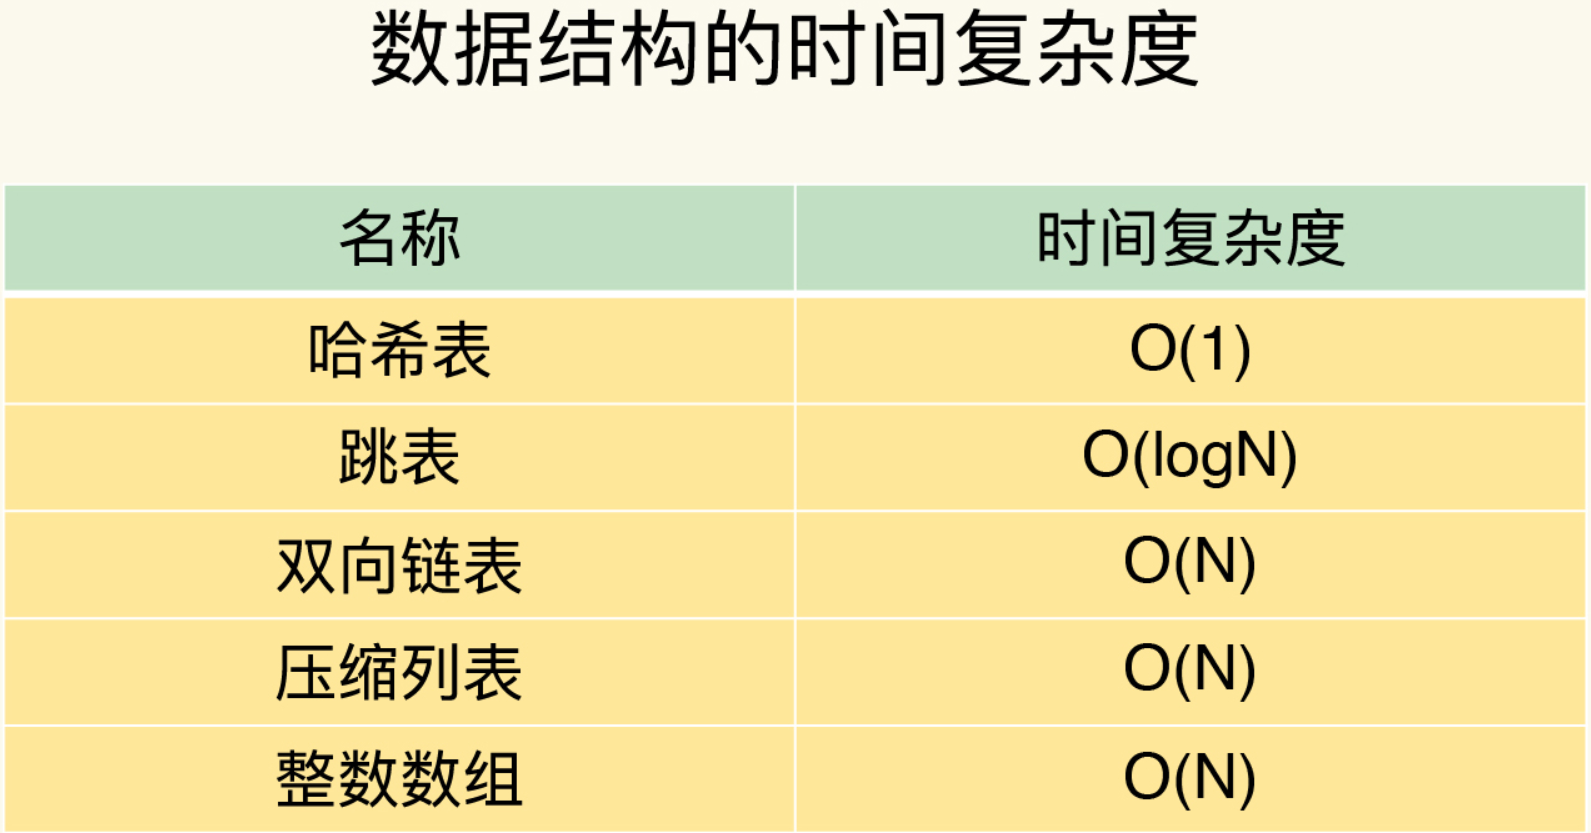 数据结构的时间复杂度
名称 时间复杂度
哈希表 O(1)
跳表 O(logN)
双向链表 O(N)
压缩列表 O(N)
整数数组 O(N)